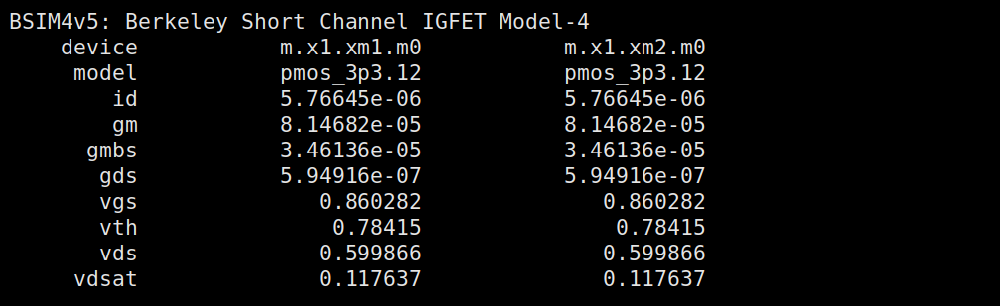 BSIM4v5: Berkeley Short Channel IGFET Model-4
device m.x1.xm1.m0 m.x1.xm2.m0
model pmos_3p3.12 pmos_3p3.12
id 5.76645e-06 5.76645e-06
gm 8.14682e-05 8.14682e-05
gmbs 3.46136e-05 3.46136e-05
gds 5.94916e-07 5.94916e-07
vgs 0.860282 0.860282
vth 0.78415 0.78415
vds 0.599866 0.599866
vdsat 0.117637 0.117637